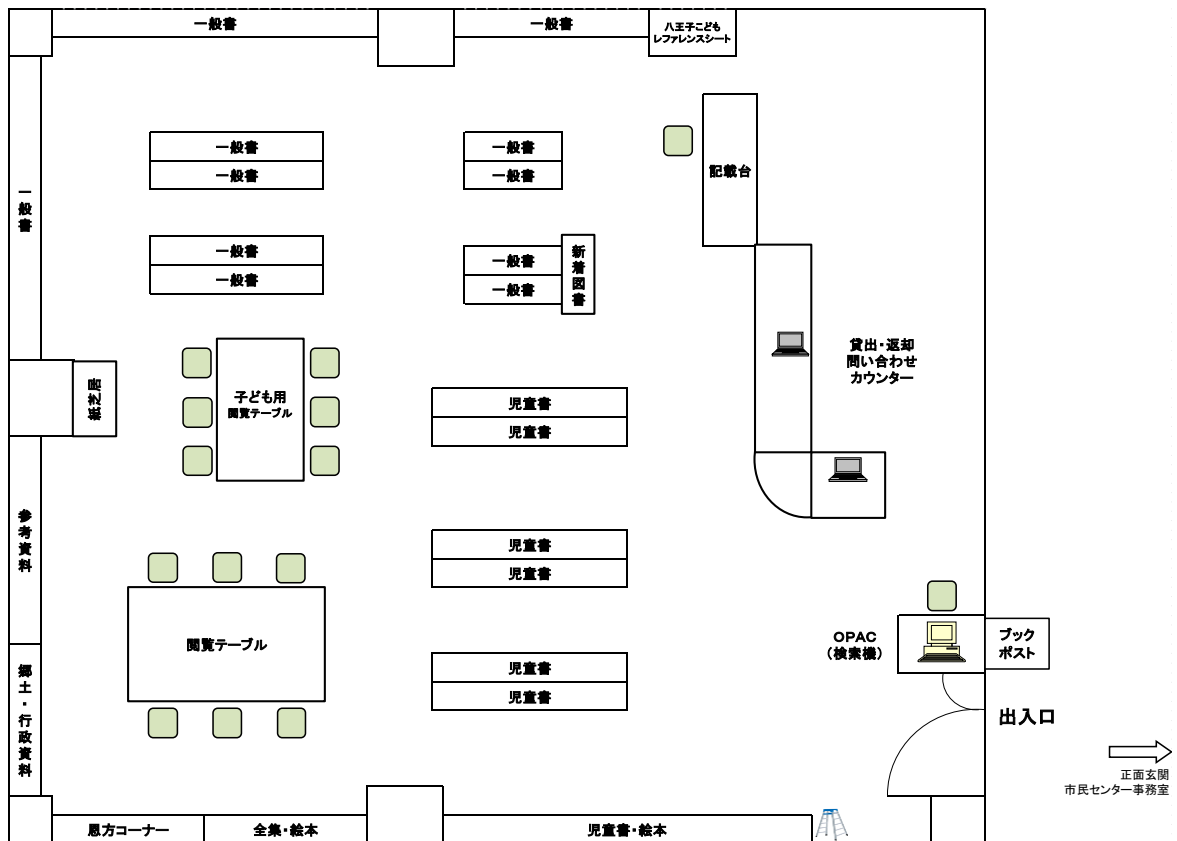 一般書
一般書
八王子こども
レファレンスシート
一般書
一般書
一般書
一般書
一般書
記載台
一般書
一般書
一般書
一般書
一般書
新着図書
紙芝居
子ども用
閲覧テーブル
貸出・返却
問い合わせ
カウンター
児童書
児童書
参考資料
児童書
児童書
閲覧テーブル
OPAC
（検索機）
ブック
ポスト
郷土・行政資料
児童書
児童書
出入口
正面玄関
市民センター事務室
恩方コーナー
全集・絵本
児童書・絵本